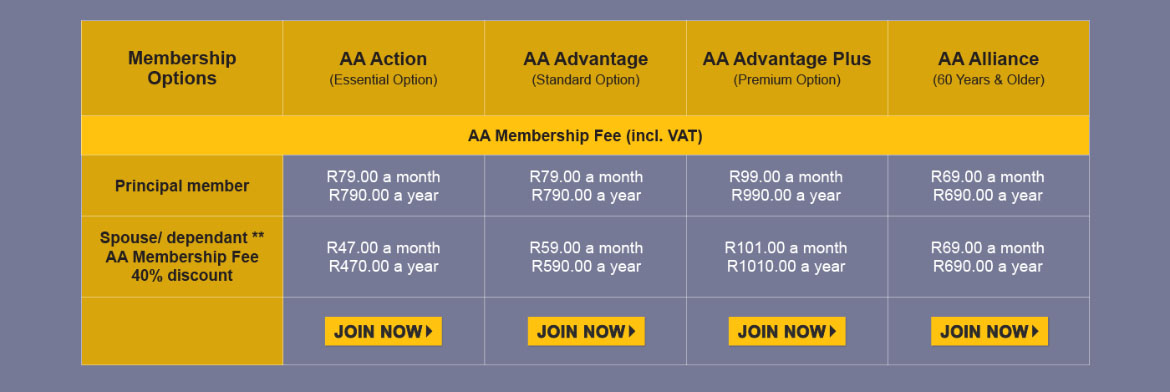 Membership
Options
AA Action
(Essential Option)
AA Advantage
(Standard Option)
AA Advantage Plus
(Premium Option)
AA Alliance
(60 Years & Older)
AA Membership Fee (incl. VAT)
Principal member
R79.00 a month
R790.00 a year
R79.00 a month
R790.00 a year
R99.00 a month
R990.00 a year
R69.00 a month
R690.00 a year
Spouse/ dependant **
AA Membership Fee
40% discount
R47.00 a month
R470.00 a year
R59.00 a month
R590.00 a year
R101.00 a month
R1010.00 a year
R69.00 a month
R690.00 a year
JOIN NOW
JOIN NOW
JOIN NOW
JOIN NOW